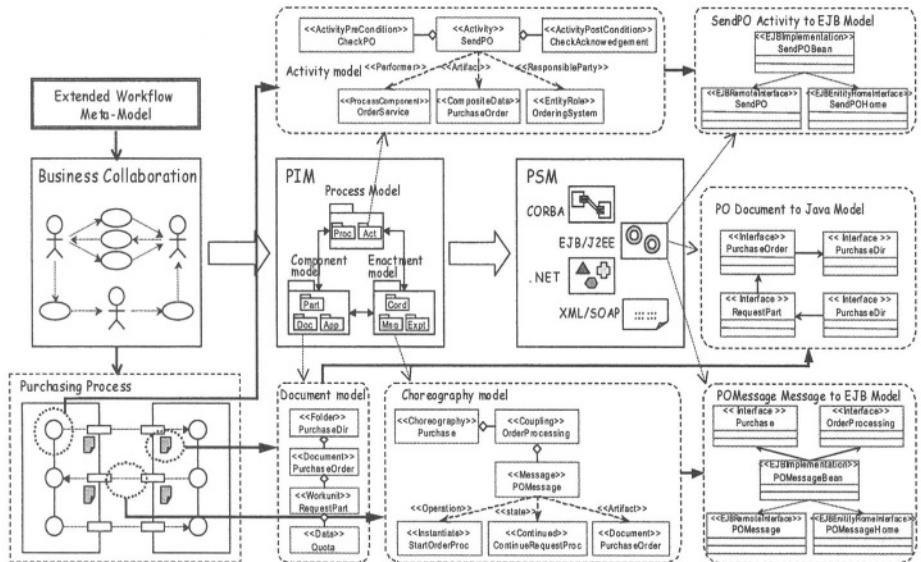 Extended Workflow
Meta-Model
Business Collaboration
Purchasing Process
<<ActivityPreCondition>>
CheckPO
<<Activity>>
SendPO
<<ActivityPostCondition>>
CheckAcknowledgement
Activity model
<Performer>>
<Artifact>
<<ResponsibleParty>
<<ProcessComponent>>
OrderService
<<CompositeData>>
PurchaseOrder
<<EntityRole>>
OrderingSystem
PIM
Process Model
Proc
Act
Component
model
Enactment
model
Part
Doc
App
Cord
Msg
Expt
PSM
CORBA
EJB/J2EE
.NET
XML/SOAP
SendPO Activity to EJB Model
<<EJBImplementation>>
SendPOBean
<<EJBRemoteInterface>>
SendPO
<<EJBEnitilyRomeInterface>>
SendPOHome
PO Document to Java Model
<< Interface>>
PurchaseOrder
<< Interface >>
PurchaseDir
<< Interface >>
RequestPart
<< Interface>>
PurchaseDir
Document model
<<Folder>>
PurchaseDir
<<Document>>
PurchaseOrder
<<Workunit>>
RequestPart
<<Data>>
Quota
Choreography model
<<Choreography>>
Purchase
<<Coupling>>
OrderProcessing
<<Message>>
POMessage
<Operation>>
<<state>>
<Artifact>
<<Instantiate>>
StartOrderProc
<<Continued>>
ContinueRequestProc
<<Document>>
PurchaseOrder
POMessage Message to EJB Model
<< Interface >>
Purchase
<< Interface>>
OrderProcessing
<<EJBImplementation>>
POMessageBean
<<EJBRemoteInterface>>
POMessage
<<EJBEnitilyRomeInterface>>
POMessageHome